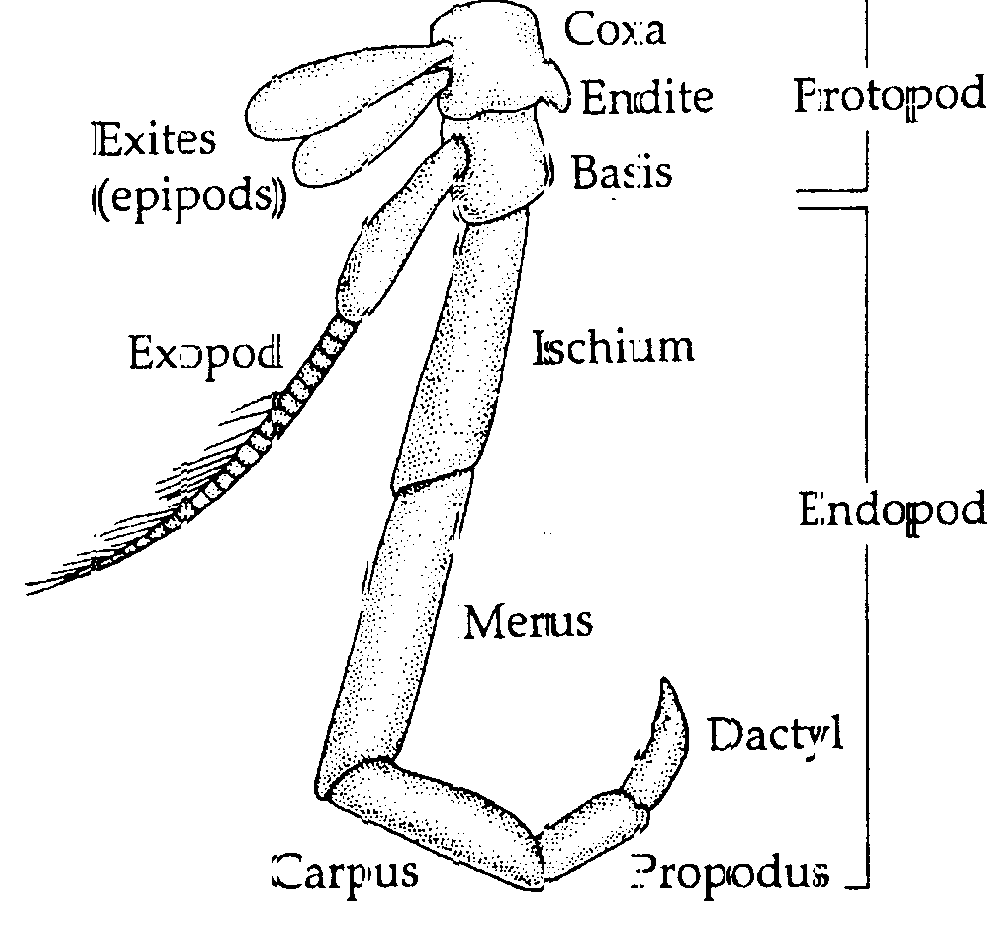 Coxa
Endite
Protopod
Exites
(epipods)
Basis
Exopod
Ischium
Endopod
Merus
Dactyl
Carpus
Propodus